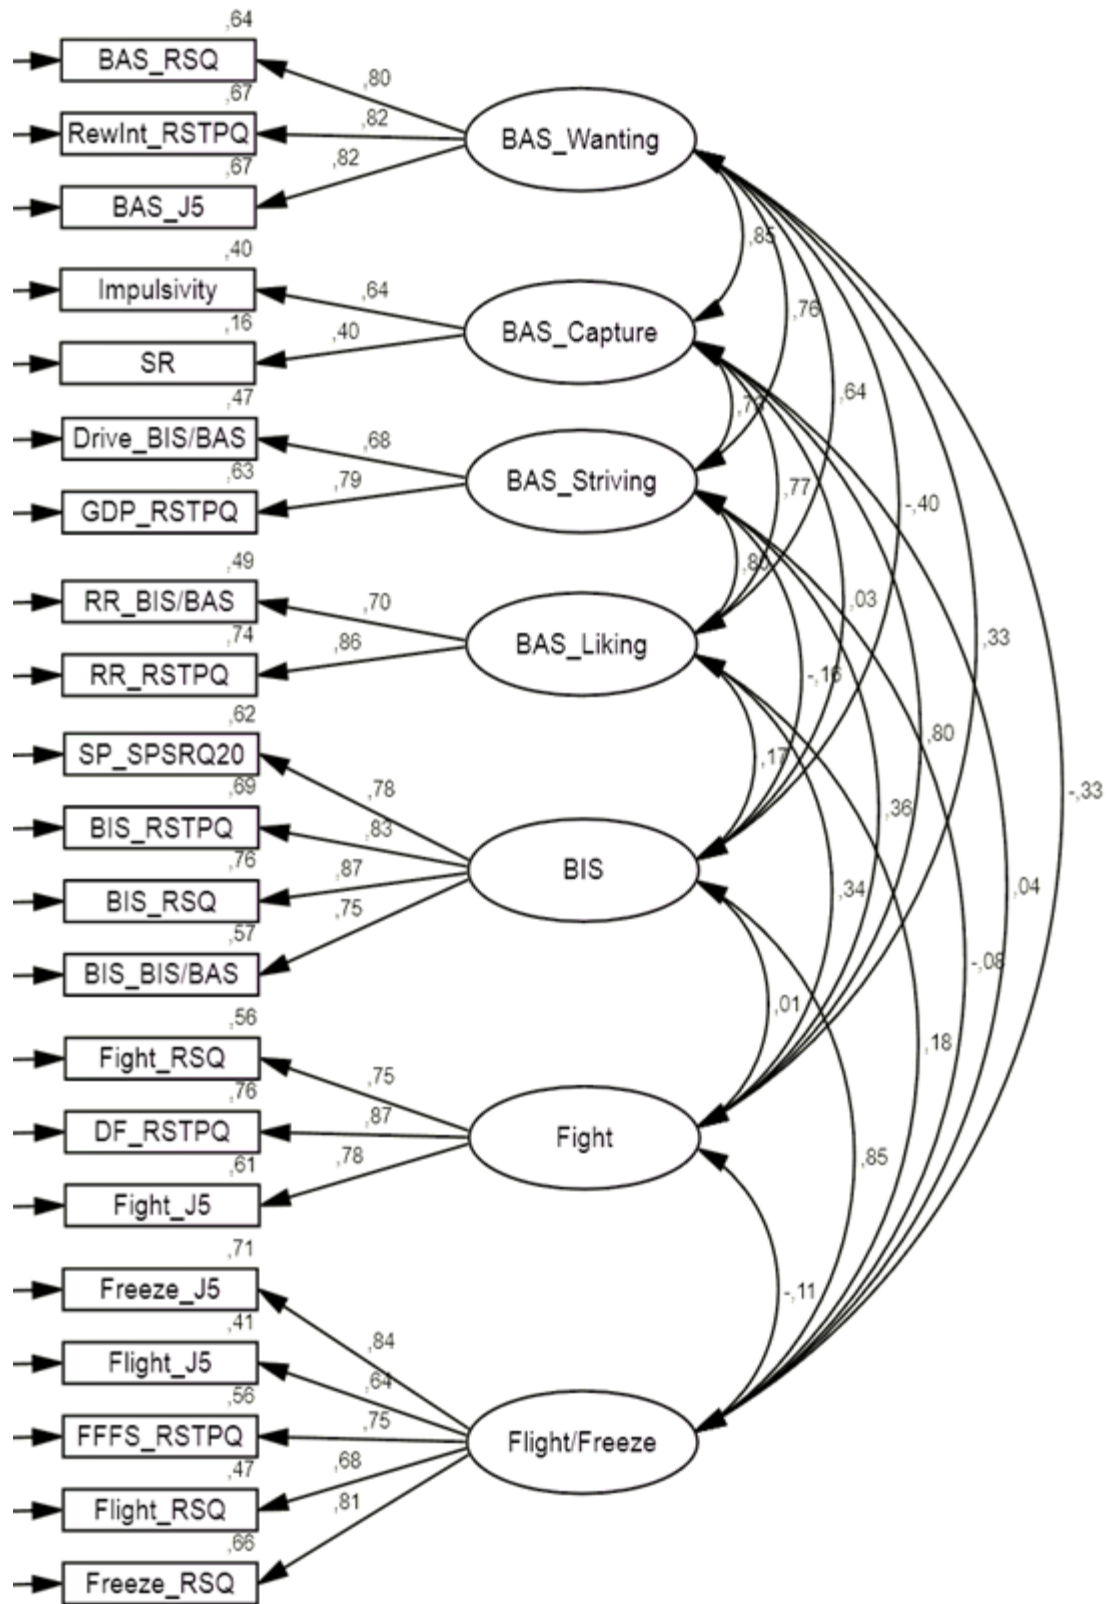 ,64
BAS_RSQ
,80
,67
RewInt_RSTPQ
,82
,67
BAS_J5
,82
BAS_Wanting
,40
Impulsivity
,64
,16
SR
,40
BAS_Capture
,47
Drive_BIS/BAS
,68
,63
GDP_RSTPQ
,79
BAS_Striving
,49
RR_BIS/BAS
,70
,74
RR_RSTPQ
,86
BAS_Liking
,62
SP_SPSRQ20
,78
,69
BIS_RSTPQ
,83
,76
BIS_RSQ
,87
,57
BIS_BIS/BAS
,75
BIS
,56
Fight_RSQ
,75
,76
DF_RSTPQ
,87
,61
Fight_J5
,78
Fight
,71
Freeze_J5
,84
,41
Flight_J5
,64
,56
FFFS_RSTPQ
,75
,47
Flight_RSQ
,68
,66
Freeze_RSQ
,81
Flight/Freeze
,85
,76
,64
-,40
,33
-,33
,77
,03
,80
,04
-,16
,36
-,08
,17
,34
,18
,01
,85
-,11